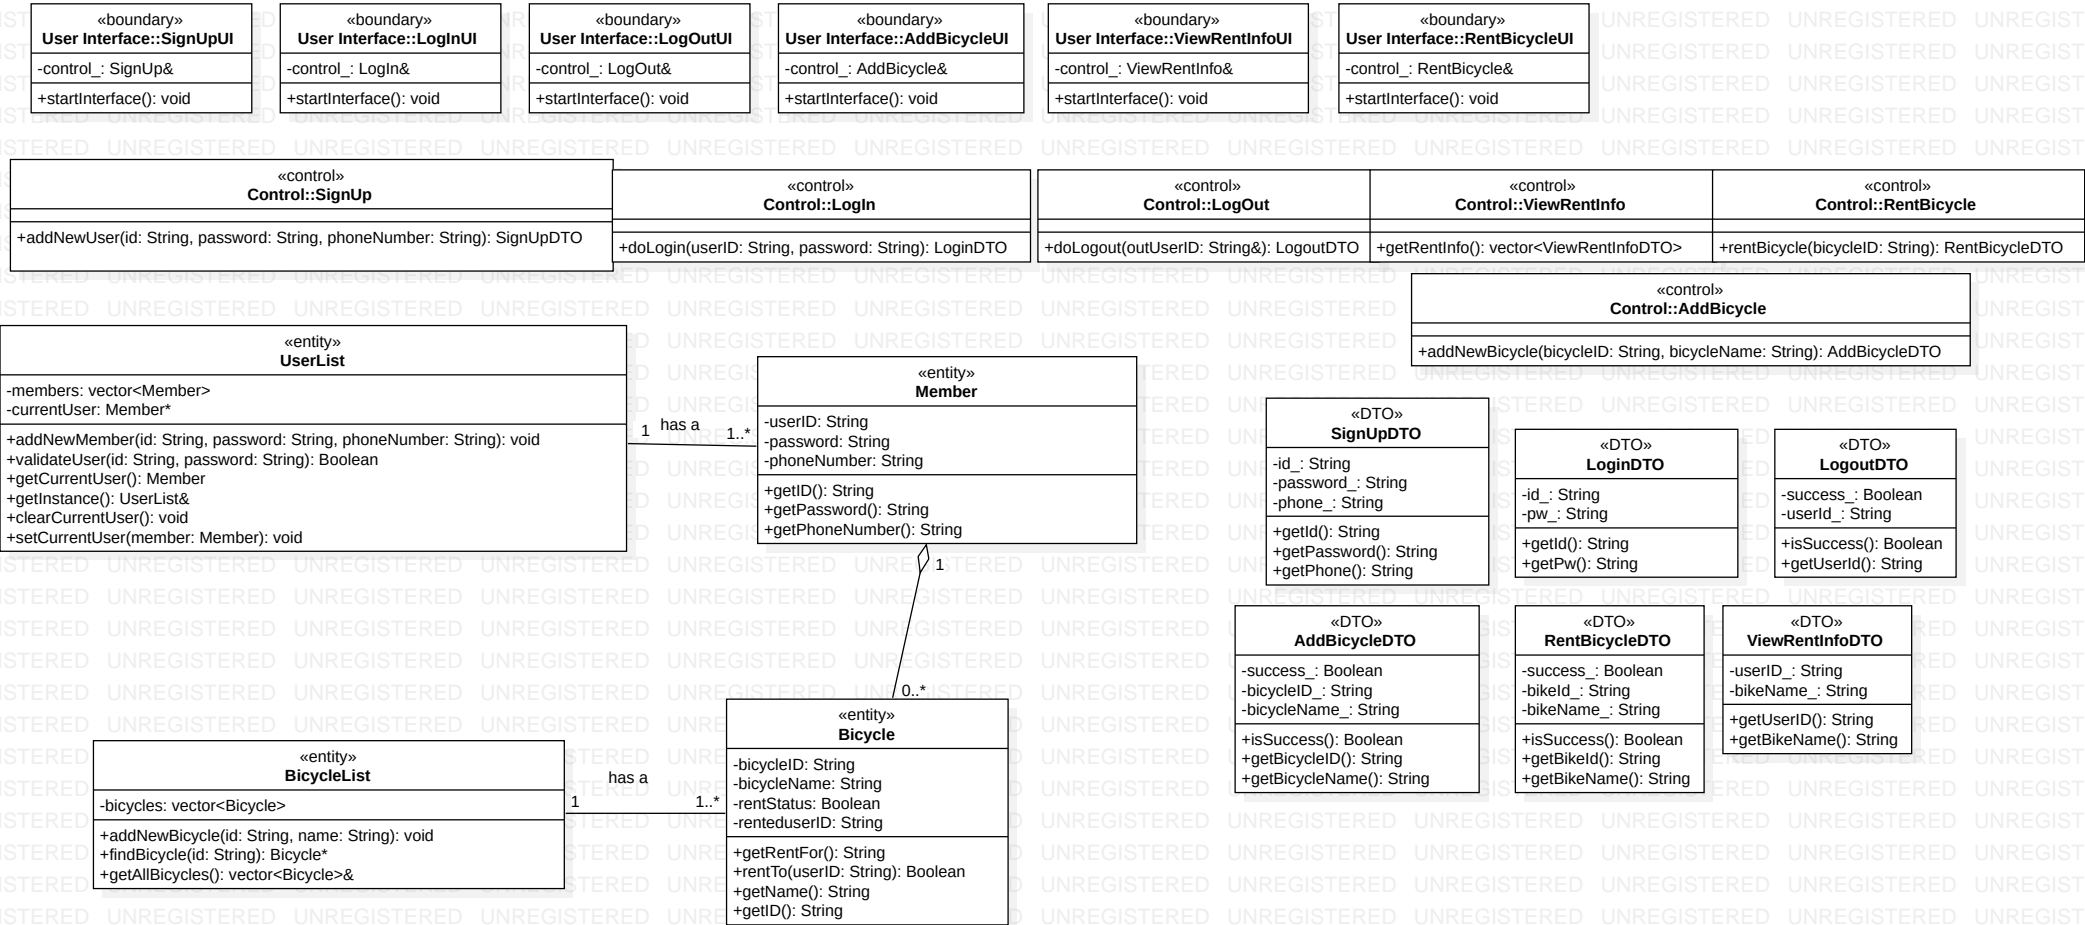 «boundary»
User Interface::SignUpUI
-control_: SignUp&
+startInterface(): void
«boundary»
User Interface::LogInUI
-control_: LogIn&
+startInterface(): void
«boundary»
User Interface::LogOutUI
-control_: LogOut&
+startInterface(): void
«boundary»
User Interface::AddBicycleUI
-control_: AddBicycle&
+startInterface(): void
«boundary»
User Interface::ViewRentInfoUI
-control_: ViewRentInfo&
+startInterface(): void
«boundary»
User Interface::RentBicycleUI
-control_: RentBicycle&
+startInterface(): void
«control»
Control::SignUp
+addNewUser(id: String, password: String, phoneNumber: String): SignUpDTO
«control»
Control::LogIn
+doLogin(userID: String, password: String): LoginDTO
«control»
Control::LogOut
+doLogout(outUserID: String&): LogoutDTO
«control»
Control::ViewRentInfo
+getRentInfo(): vector<ViewRentInfoDTO>
«control»
Control::RentBicycle
+rentBicycle(bicycleID: String): RentBicycleDTO
«control»
Control::AddBicycle
+addNewBicycle(bicycleID: String, bicycleName: String): AddBicycleDTO
«entity»
UserList
-members: vector<Member>
-currentUser: Member*
+addNewMember(id: String, password: String, phoneNumber: String): void
+validateUser(id: String, password: String): Boolean
+getCurrentUser(): Member
+getInstance(): UserList&
+clearCurrentUser(): void
+setCurrentUser(member: Member): void
1 has a 1..*
«entity»
Member
-userID: String
-password: String
-phoneNumber: String
+getID(): String
+getPassword(): String
+getPhoneNumber(): String
1
0..*
«DTO»
SignUpDTO
-id_: String
-password_: String
-phone_: String
+getId(): String
+getPassword(): String
+getPhone(): String
«DTO»
LoginDTO
-id_: String
-pw_: String
+getId(): String
+getPw(): String
«DTO»
LogoutDTO
-success_: Boolean
-userId_: String
+isSuccess(): Boolean
+getUserId(): String
«DTO»
AddBicycleDTO
-success_: Boolean
-bicycleID_: String
-bicycleName_: String
+isSuccess(): Boolean
+getBicycleID(): String
+getBicycleName(): String
«DTO»
RentBicycleDTO
-success_: Boolean
-bikeId_: String
-bikeName_: String
+isSuccess(): Boolean
+getBikeId(): String
+getBikeName(): String
«DTO»
ViewRentInfoDTO
-userID_: String
-bikeName_: String
+getUserID(): String
+getBikeName(): String
«entity»
BicycleList
-bicycles: vector<Bicycle>
+addNewBicycle(id: String, name: String): void
+findBicycle(id: String): Bicycle*
+getAllBicycles(): vector<Bicycle>&
has a
1 1..*
«entity»
Bicycle
-bicycleID: String
-bicycleName: String
-rentStatus: Boolean
-renteduserID: String
+getRentFor(): String
+rentTo(userID: String): Boolean
+getName(): String
+getID(): String